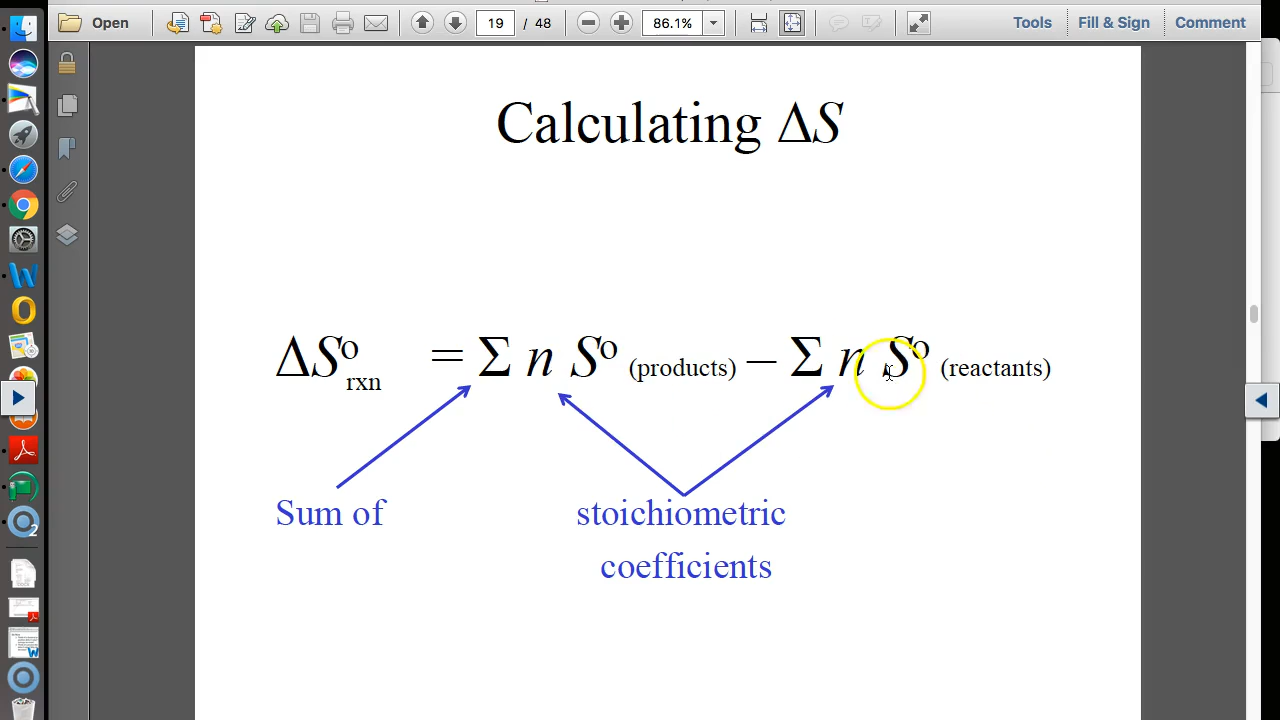 Open 19 / 48 86.1% Tools Fill & Sign Comment
Calculating ΔS
ΔS°rxn = Σ n S° (products) – Σ n S° (reactants)
Sum of stoichiometric
coefficients